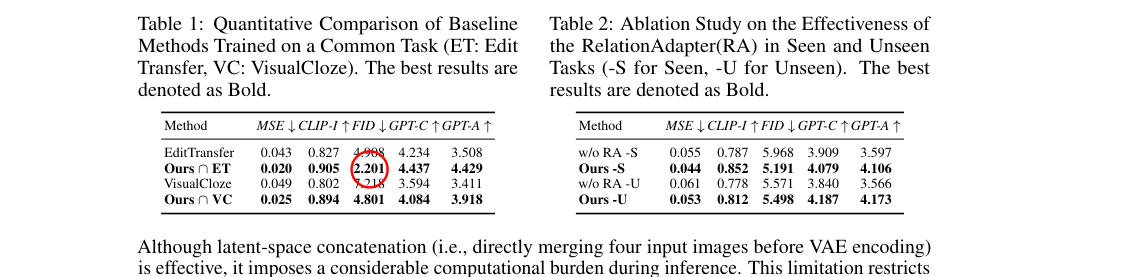 Table 1: Quantitative Comparison of Baseline
Methods Trained on a Common Task (ET: Edit
Transfer, VC: VisualCloze). The best results are
denoted as Bold.
Method MSE ↓ CLIP-I ↑ FID ↓ GPT-C ↑ GPT-A ↑
EditTransfer 0.043 0.827 4.908 4.234 3.508
Ours ∩ ET 0.020 0.905 2.201 4.437 4.429
VisualCloze 0.049 0.802 7.218 3.594 3.411
Ours ∩ VC 0.025 0.894 4.801 4.084 3.918
Table 2: Ablation Study on the Effectiveness of
the RelationAdapter(RA) in Seen and Unseen
Tasks (-S for Seen, -U for Unseen). The best
results are denoted as Bold.
Method MSE ↓ CLIP-I ↑ FID ↓ GPT-C ↑ GPT-A ↑
w/o RA -S 0.055 0.787 5.968 3.909 3.597
Ours -S 0.044 0.852 5.191 4.079 4.106
w/o RA -U 0.061 0.778 5.571 3.840 3.566
Ours -U 0.053 0.812 5.498 4.187 4.173
Although latent-space concatenation (i.e., directly merging four input images before VAE encoding)
is effective, it imposes a considerable computational burden during inference. This limitation restricts